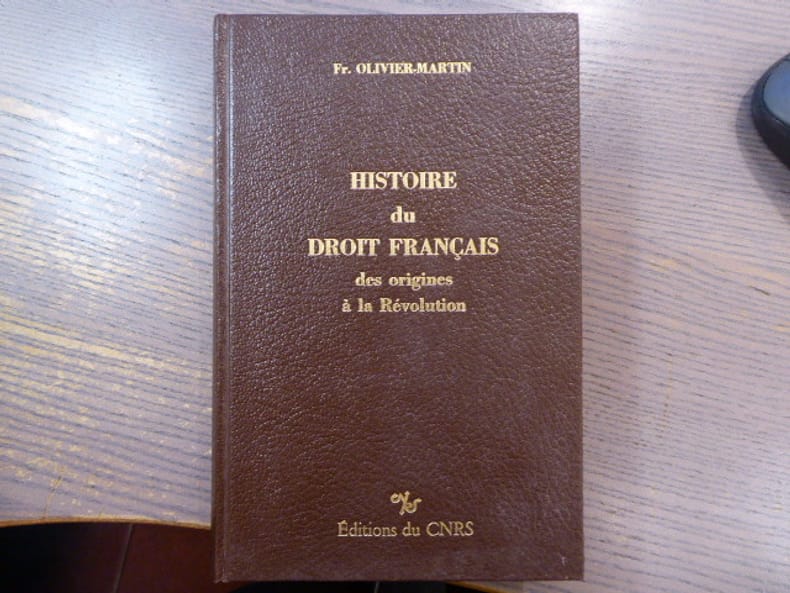 Fr. OLIVIER-MARTIN
HISTOIRE
du
DROIT FRANÇAIS
des origines
à la Révolution
Éditions du CNRS